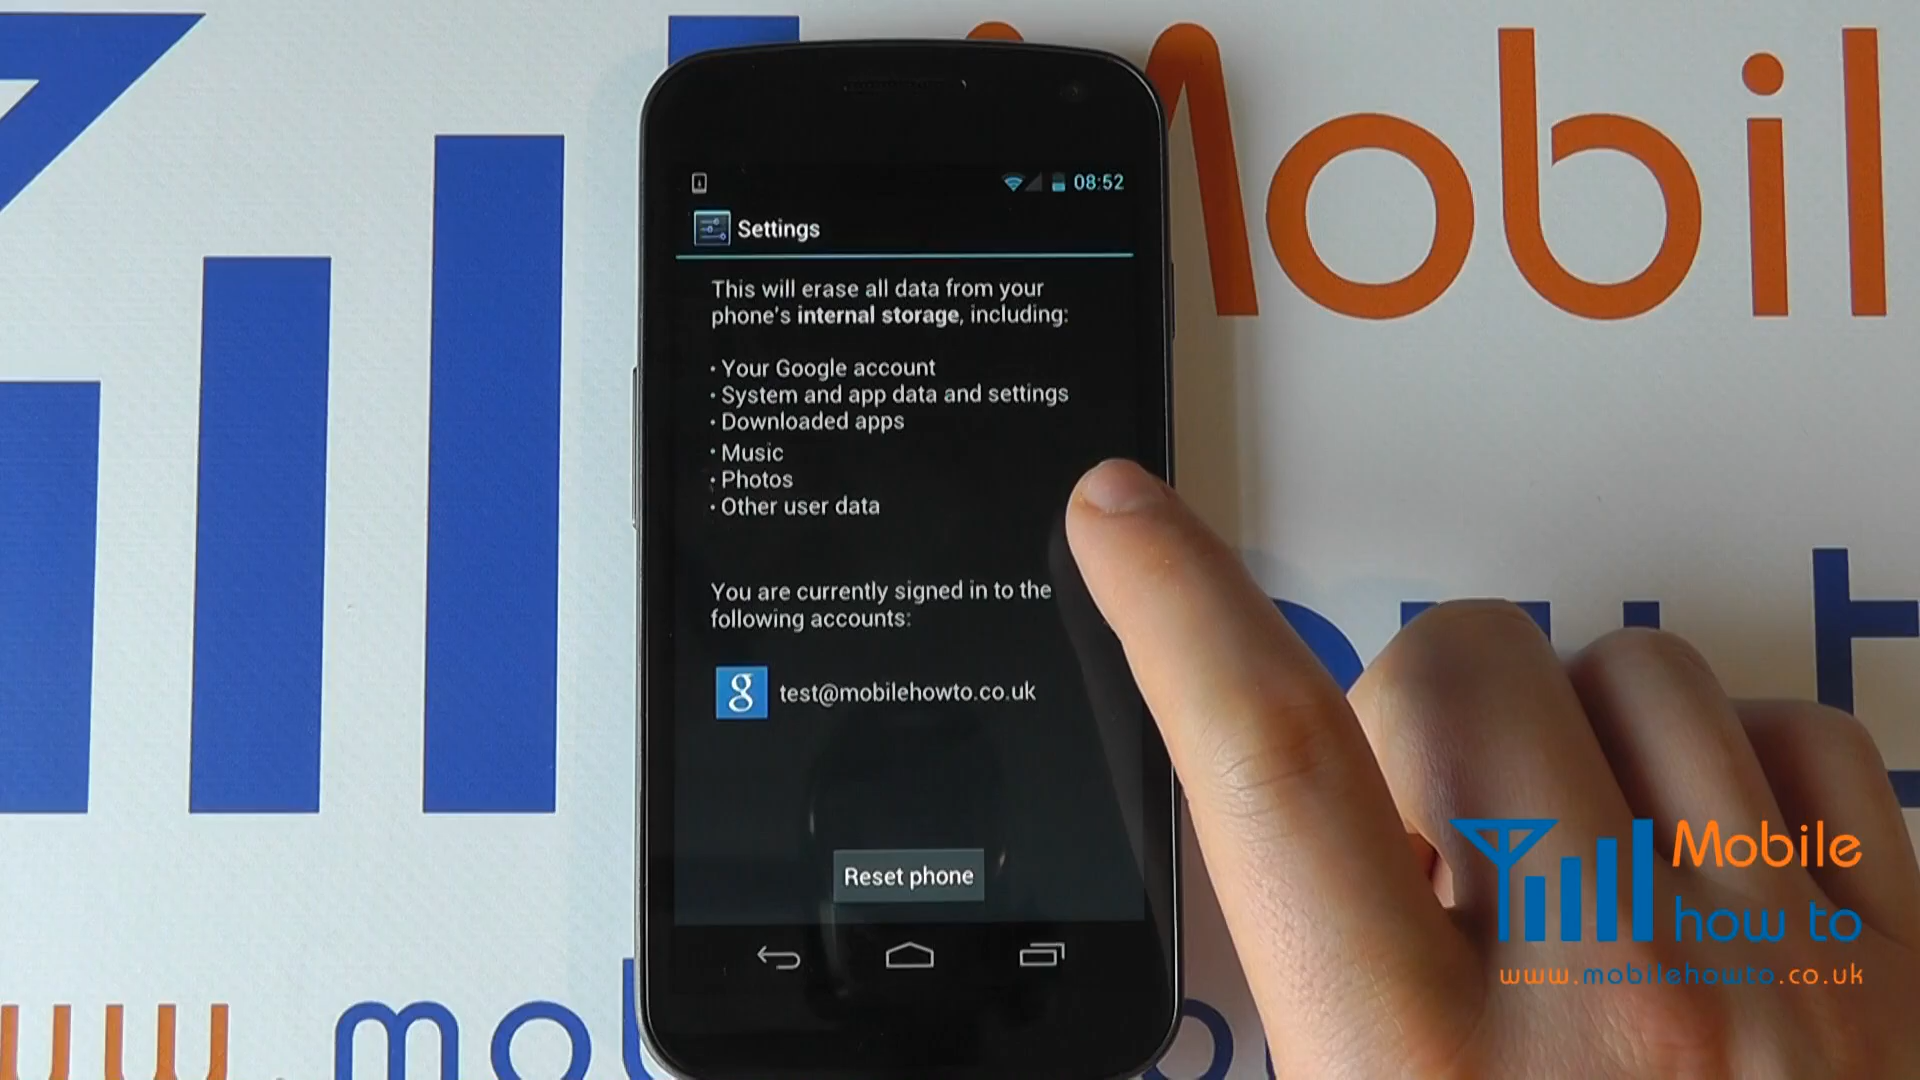 Mobil
08:52
Settings
This will erase all data from your
phone's internal storage, including:
• Your Google account
• System and app data and settings
• Downloaded apps
• Music
• Photos
• Other user data
You are currently signed in to the
following accounts:
g test@mobilehowto.co.uk
Reset phone
Mobile
how to
www.mobilehowto.co.uk